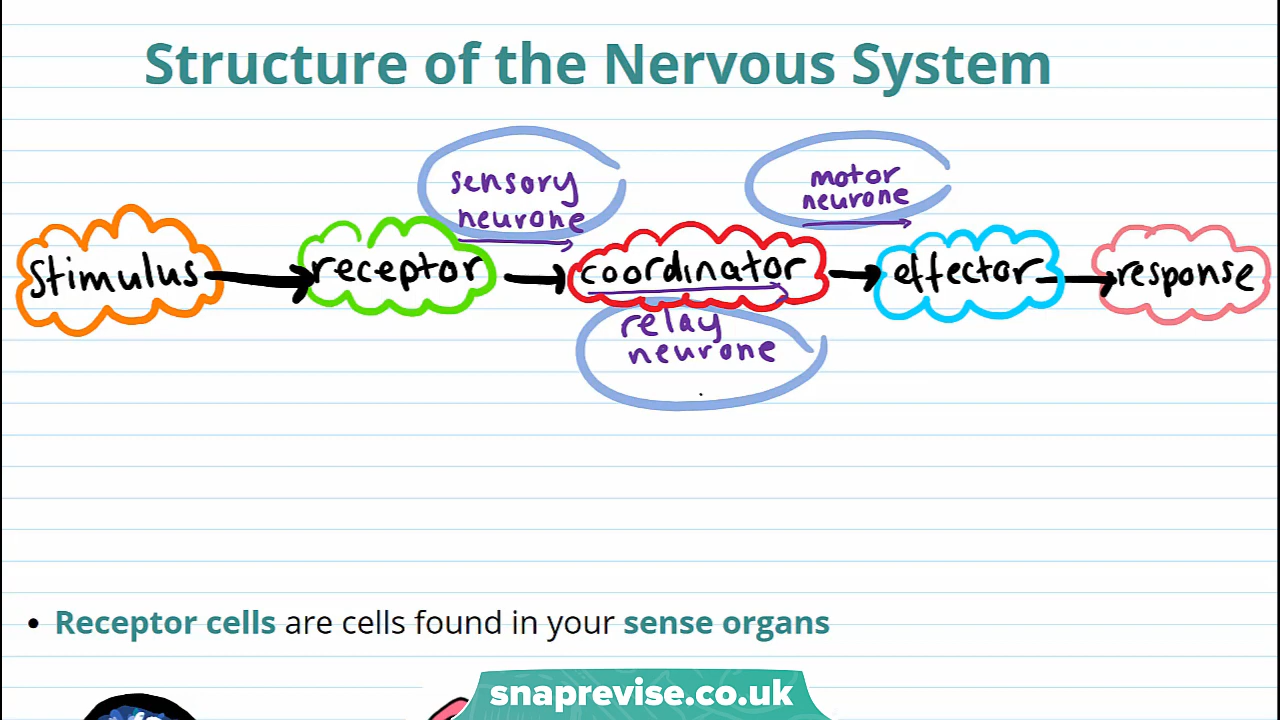 Structure of the Nervous System
sensory
neurone
motor
neurone
stimulus receptor coordinator effector response
relay
neurone
• Receptor cells are cells found in your sense organs
snaprevise.co.uk